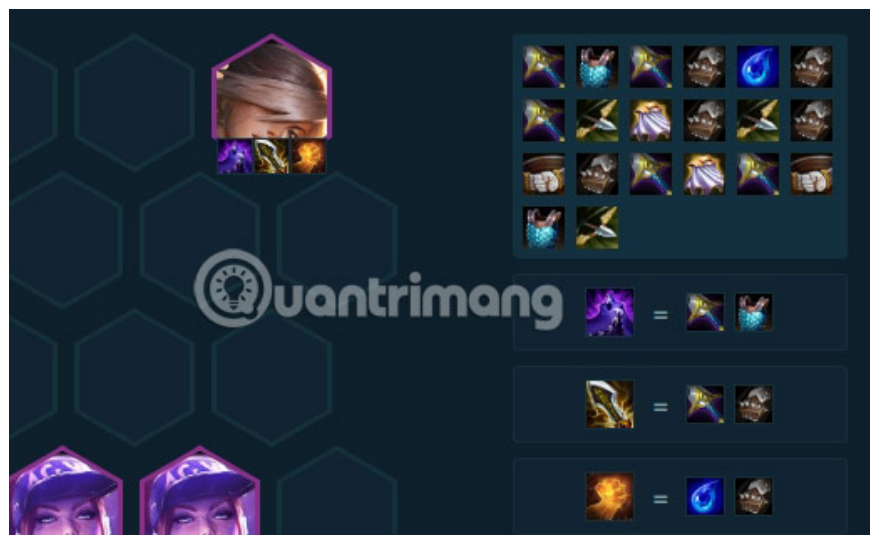 Quantrimang
=
=
=